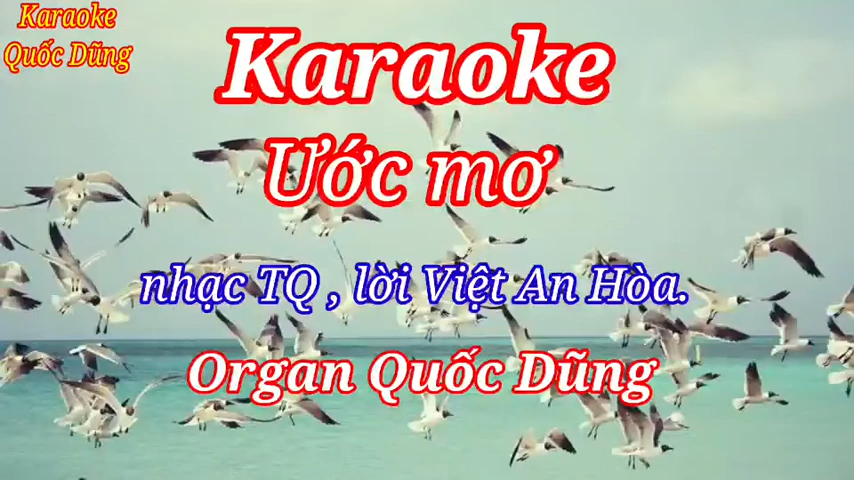 Karaoke
Quốc Dũng
Karaoke
Ước mơ
nhạc TQ , lời Việt An Hòa.
Organ Quốc Dũng